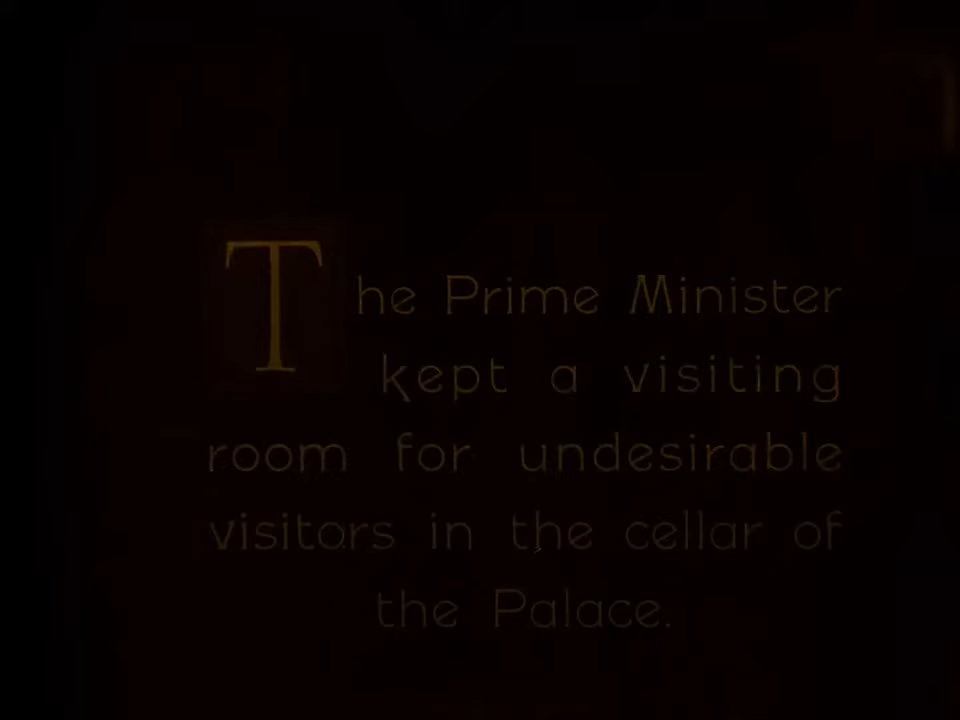 The Prime Minister
kept a visiting
room for undesirable
visitors in the cellar of
the Palace.